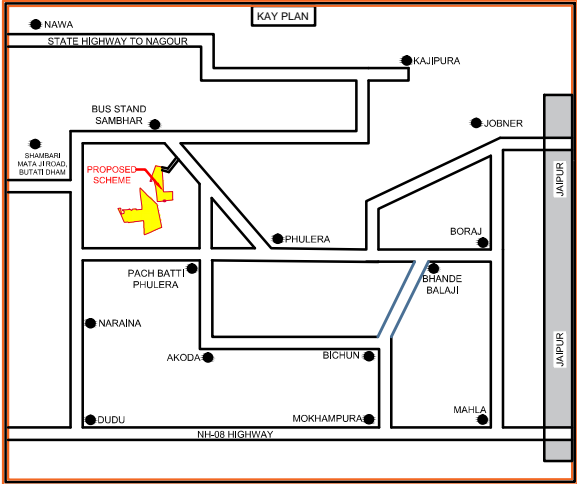 KAY PLAN
NAWA
STATE HIGHWAY TO NAGOUR
KAJIPURA
BUS STAND
SAMBHAR
JOBNER
SHAMBARI
MATA JI ROAD,
BUTATI DHAM
PROPOSED
SCHEME
JAIPUR
BORAJ
PHULERA
PACH BATTI
PHULERA
BHANDE
BALAJI
NARAINA
AKODA
BICHUN
JAIPUR
DUDU
MOKHAMPURA
MAHLA
NH-08 HIGHWAY